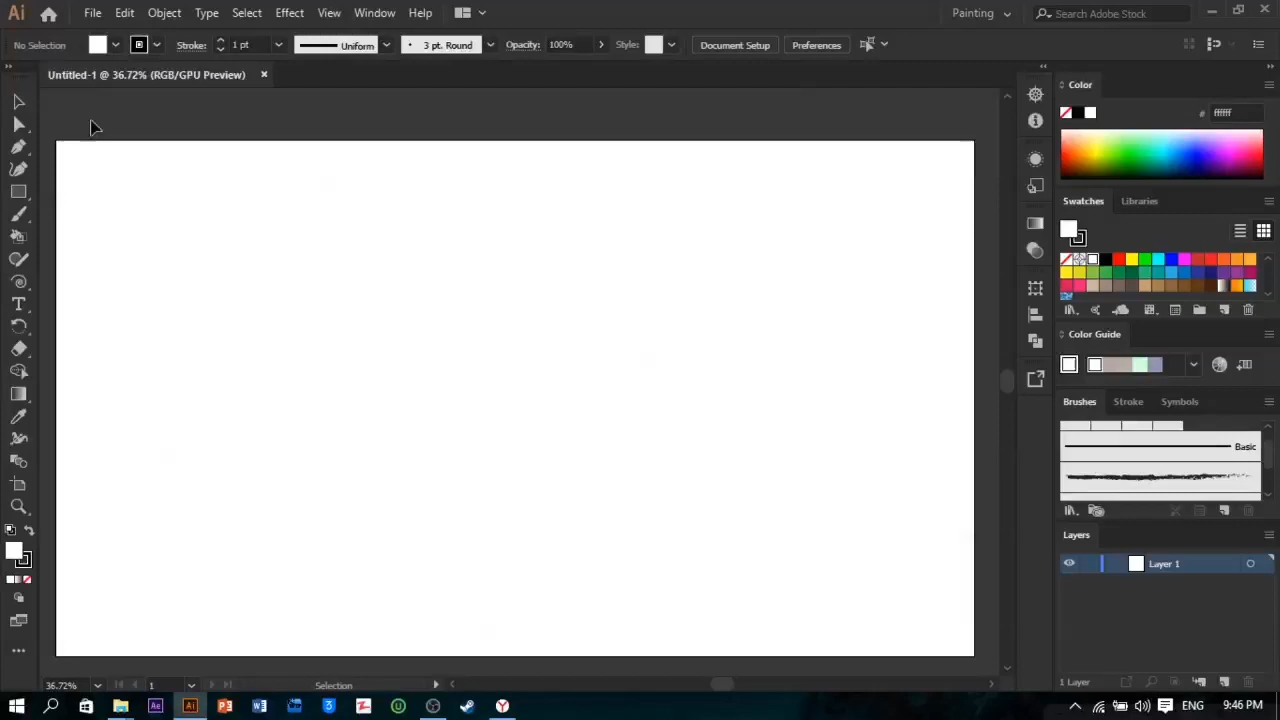 Ai File Edit Object Type Select Effect View Window Help Painting Search Adobe Stock
No Selection Stroke: 1 pt Uniform 3 pt. Round Opacity: 100% Style: Document Setup Preferences
Untitled-1 @ 36.72% (RGB/GPU Preview)
Color
# ffffff
Swatches Libraries
Color Guide
Brushes Stroke Symbols
Basic
Layers
Layer 1
1 Layer
36.72% 1 Selection
Ae Ai ENG 9:46 PM